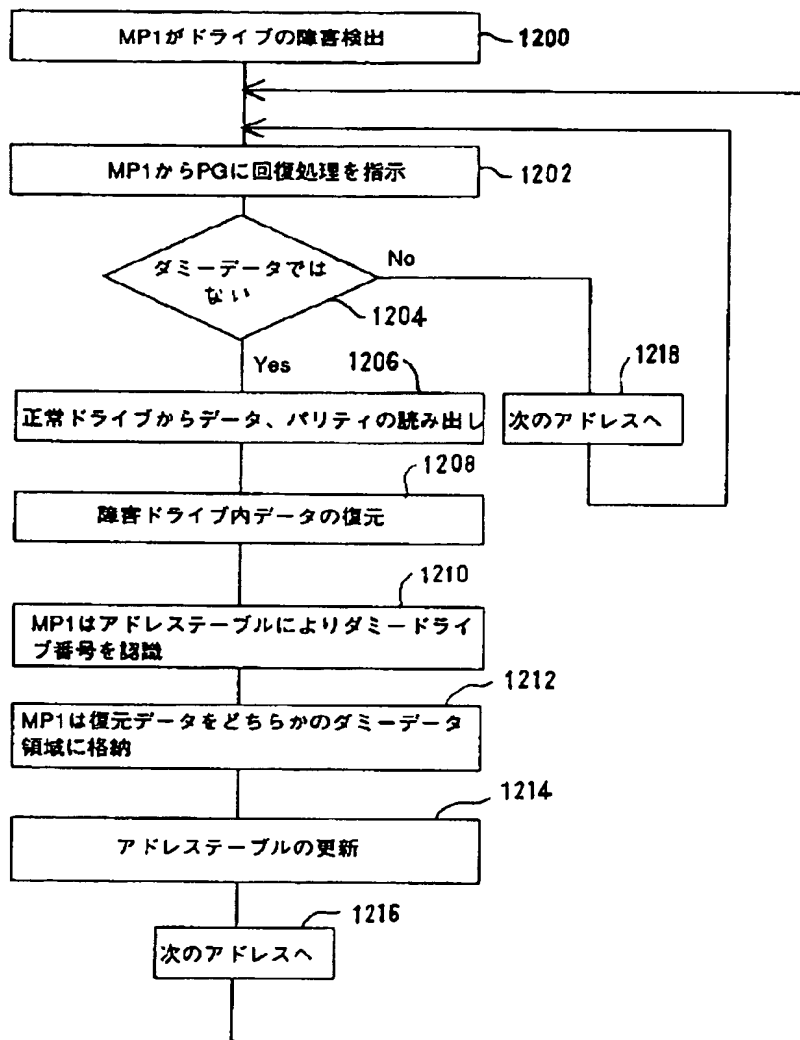 MP1がドライブの障害検出
1200
MP1からPGに回復処理を指示
1202
ダミーデータでは
ない
No
1204
Yes
1206
1218
正常ドライブからデータ、パリティの読み出し
次のアドレスへ
1208
障害ドライブ内データの復元
1210
MP1はアドレステーブルによりダミードライ
ブ番号を認識
1212
MP1は復元データをどちらかのダミーデータ
領域に格納
1214
アドレステーブルの更新
1216
次のアドレスへ